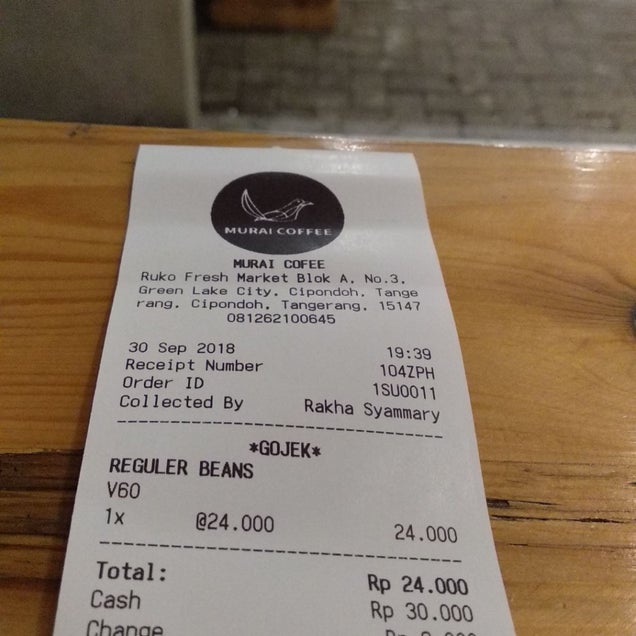 MURAI COFFEE
MURAI COFEE
Ruko Fresh Market Blok A, No.3,
Green Lake City, Cipondoh, Tange
rang, Cipondoh, Tangerang, 15147
081262100645
30 Sep 2018 19:39
Receipt Number 104ZPH
Order ID 1SU0011
Collected By Rakha Syammary
*GOJEK*
REGULER BEANS
V60
1x @24.000 24.000
Total: Rp 24.000
Cash Rp 30.000
Change